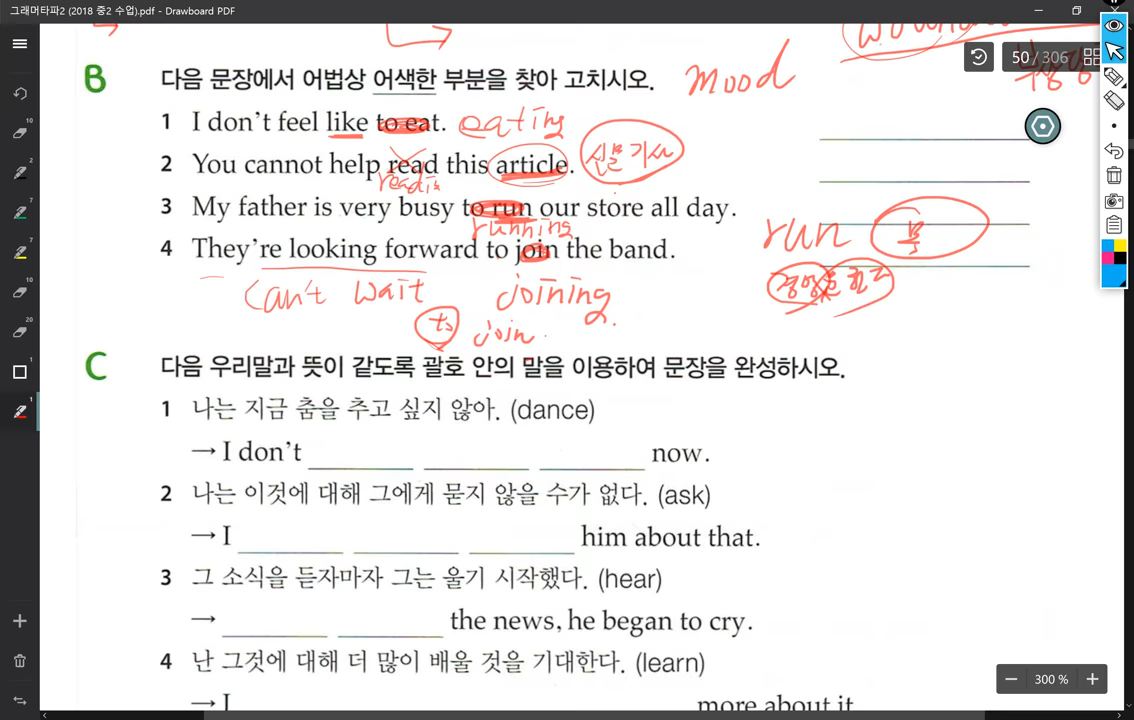 그래머타파2 (2018 중2 수업).pdf - Drawboard PDF
50 / 306
B 다음 문장에서 어법상 어색한 부분을 찾아 고치시오. mood
1 I don't feel like to eat. eating
2 You cannot help read this article. 신문 기사
3 My father is very busy to run our store all day.
running
run
4 They're looking forward to join the band.
can't wait joining
to join
C 다음 우리말과 뜻이 같도록 괄호 안의 말을 이용하여 문장을 완성하시오.
1 나는 지금 춤을 추고 싶지 않아. (dance)
→ I don't now.
2 나는 이것에 대해 그에게 묻지 않을 수가 없다. (ask)
→ I him about that.
3 그 소식을 듣자마자 그는 울기 시작했다. (hear)
→ the news, he began to cry.
4 난 그것에 대해 더 많이 배울 것을 기대한다. (learn)
→ I more about it
300 %